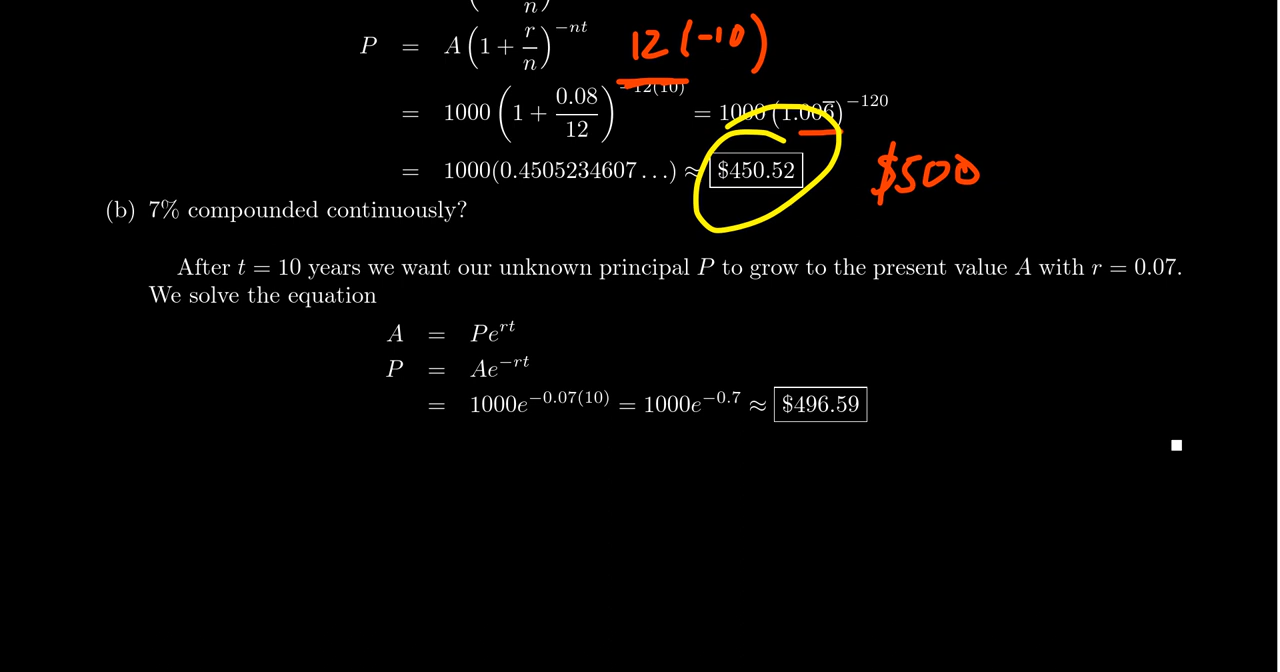 n
P = A(1 + r/n)^{-nt} 12(-10)
= 1000(1 + 0.08/12)^{-12(10)} = 1000(1.00\overline{6})^{-120}
= 1000(0.4505234607...) ≈ $450.52 $500
(b) 7% compounded continuously?
After t = 10 years we want our unknown principal P to grow to the present value A with r = 0.07.
We solve the equation
A = Pe^{rt}
P = Ae^{-rt}
= 1000e^{-0.07(10)} = 1000e^{-0.7} ≈ $496.59